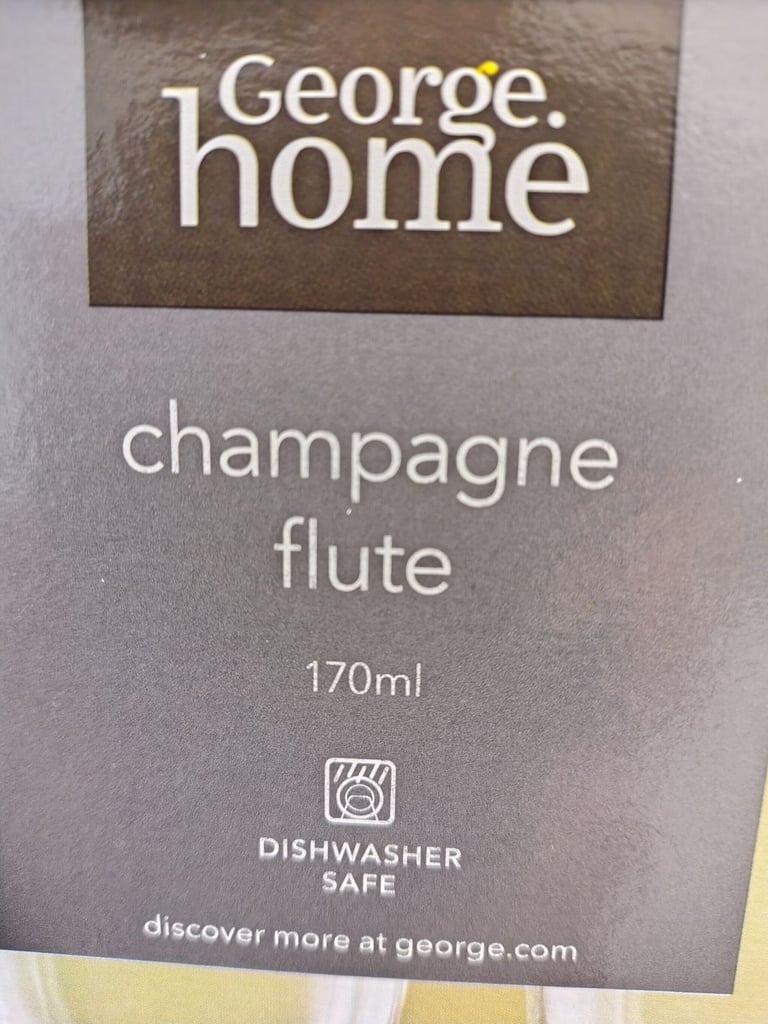 George.
home
champagne
flute
170ml
DISHWASHER
SAFE
discover more at george.com